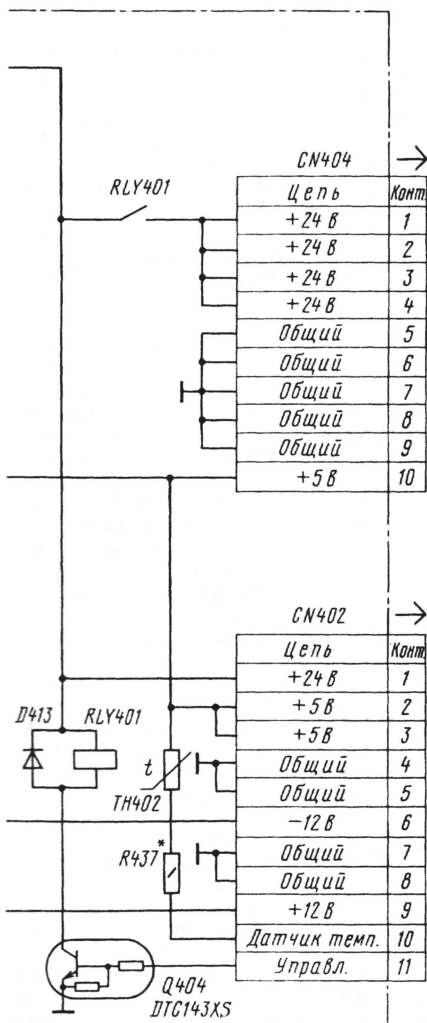 CN404
RLY401
Цепь Конт.
+24 В 1
+24 В 2
+24 В 3
+24 В 4
Общий 5
Общий 6
Общий 7
Общий 8
Общий 9
+5 В 10
CN402
Цепь Конт.
+24 В 1
D413 RLY401
+5 В 2
+5 В 3
t
Общий 4
TH402
Общий 5
−12 В 6
R437*
Общий 7
Общий 8
+12 В 9
Датчик темп. 10
Управл. 11
Q404
DTC143XS